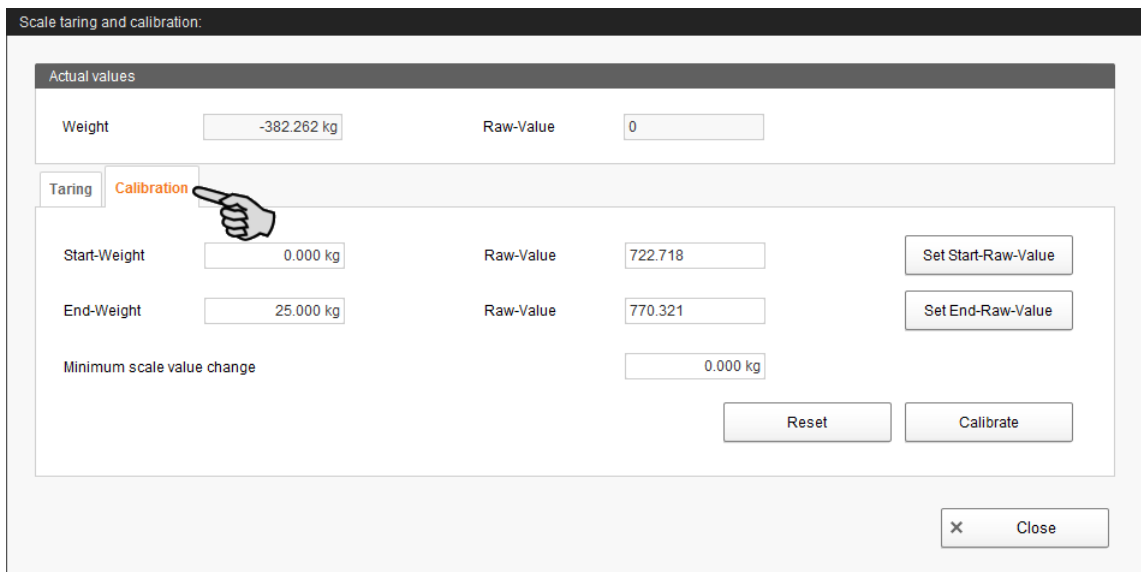 Scale taring and calibration:
Actual values
Weight -382.262 kg Raw-Value 0
Taring Calibration
Start-Weight 0.000 kg Raw-Value 722.718 Set Start-Raw-Value
End-Weight 25.000 kg Raw-Value 770.321 Set End-Raw-Value
Minimum scale value change 0.000 kg
Reset Calibrate
Close